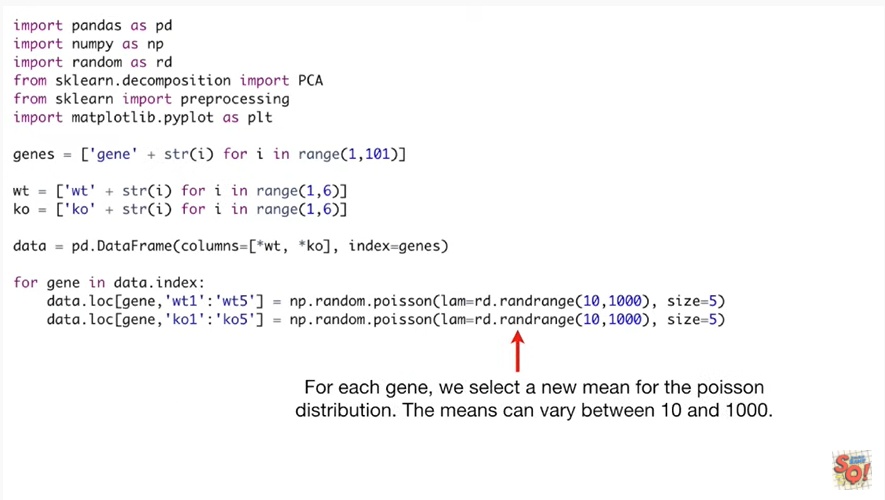 import pandas as pd
import numpy as np
import random as rd
from sklearn.decomposition import PCA
from sklearn import preprocessing
import matplotlib.pyplot as plt
genes = ['gene' + str(i) for i in range(1,101)]
wt = ['wt' + str(i) for i in range(1,6)]
ko = ['ko' + str(i) for i in range(1,6)]
data = pd.DataFrame(columns=[*wt, *ko], index=genes)
for gene in data.index:
    data.loc[gene,'wt1':'wt5'] = np.random.poisson(lam=rd.randrange(10,1000), size=5)
    data.loc[gene,'ko1':'ko5'] = np.random.poisson(lam=rd.randrange(10,1000), size=5)
For each gene, we select a new mean for the poisson
distribution. The means can vary between 10 and 1000.
SQ!